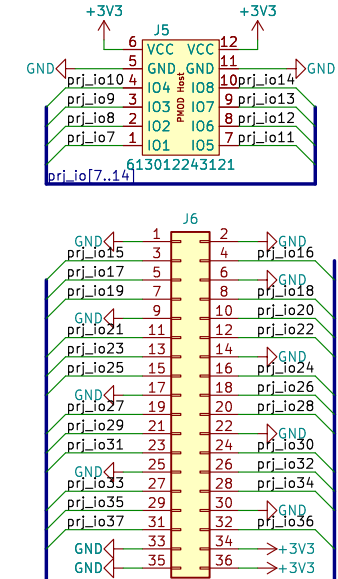 +3V3 +3V3
J5
6 VCC VCC 12
GND 5 GND GND 11 GND
prj_io10 4 IO4 IO8 10 prj_io14
prj_io9 3 IO3 IO7 9 prj_io13
prj_io8 2 IO2 IO6 8 prj_io12
prj_io7 1 IO1 IO5 7 prj_io11
PMOD Host
613012243121
prj_io[7..14]
J6
GND 1 2 GND
prj_io15 3 4 prj_io16
prj_io17 5 6 GND
prj_io19 7 8 prj_io18
GND 9 10 prj_io20
prj_io21 11 12 prj_io22
prj_io23 13 14 GND
prj_io25 15 16 prj_io24
GND 17 18 prj_io26
prj_io27 19 20 prj_io28
prj_io29 21 22 GND
prj_io31 23 24 prj_io30
GND 25 26 prj_io32
prj_io33 27 28 prj_io34
prj_io35 29 30 GND
prj_io37 31 32 prj_io36
GND 33 34 +3V3
GND 35 36 +3V3